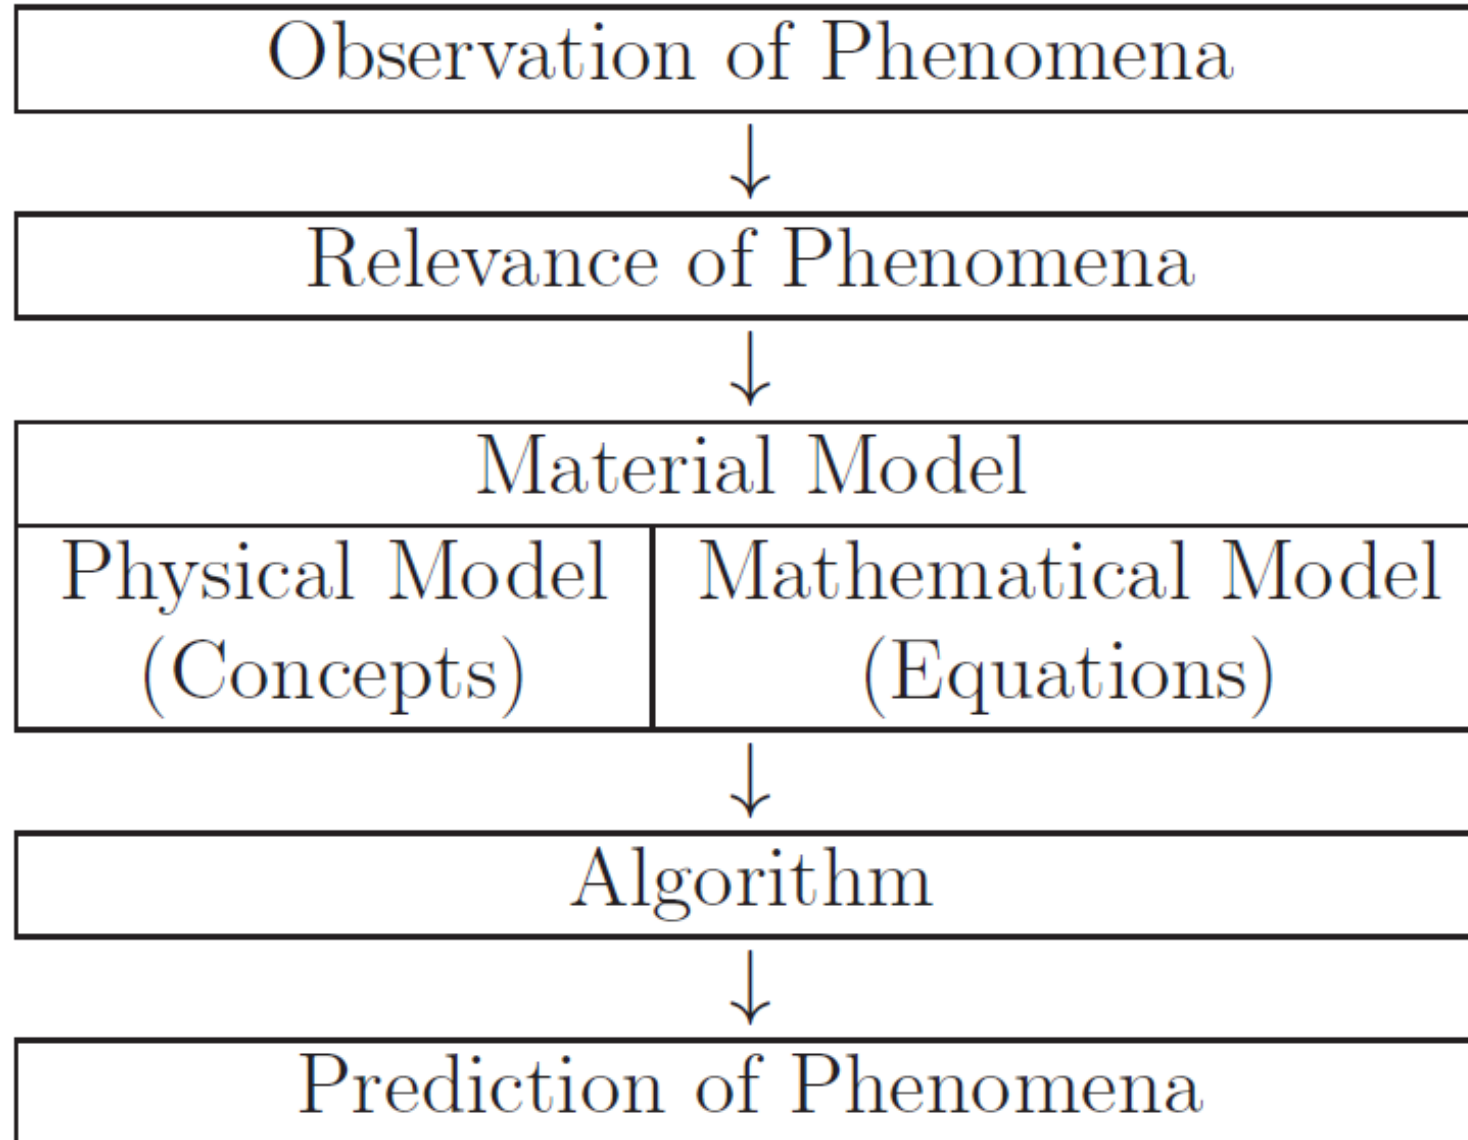 Observation of Phenomena
Relevance of Phenomena
Material Model
Physical Model
(Concepts)
Mathematical Model
(Equations)
Algorithm
Prediction of Phenomena